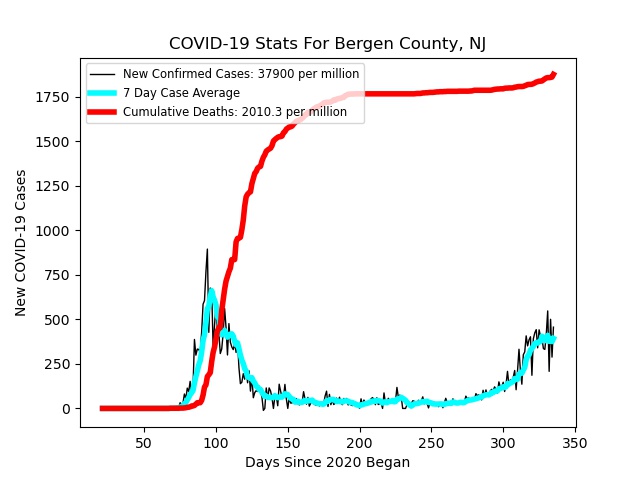 COVID-19 Stats For Bergen County, NJ
New Confirmed Cases: 37900 per million
7 Day Case Average
Cumulative Deaths: 2010.3 per million
New COVID-19 Cases
1750
1500
1250
1000
750
500
250
0
50 100 150 200 250 300 350
Days Since 2020 Began